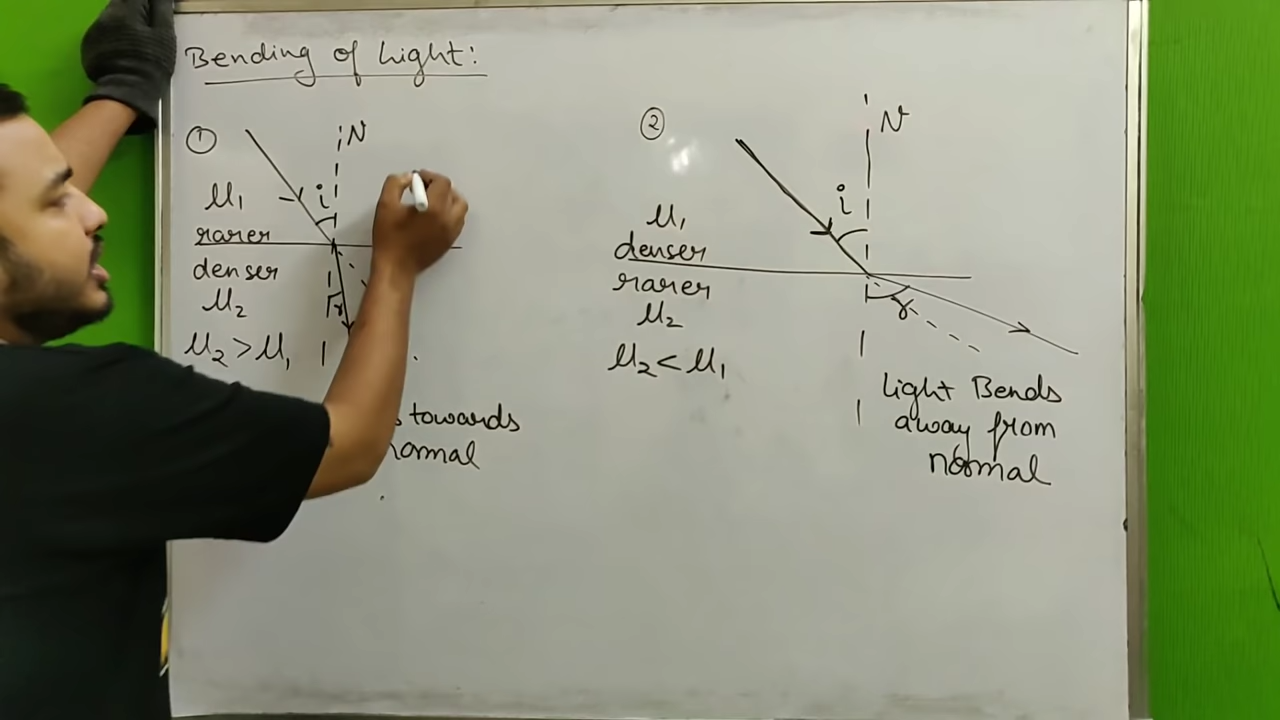 Bending of Light:
①
N
i
μ₁
rarer
denser
μ₂
r
μ₂ > μ₁
towards
normal
②
N
i
μ₁
denser
rarer
μ₂
r
μ₂ < μ₁
Light Bends
away from
normal